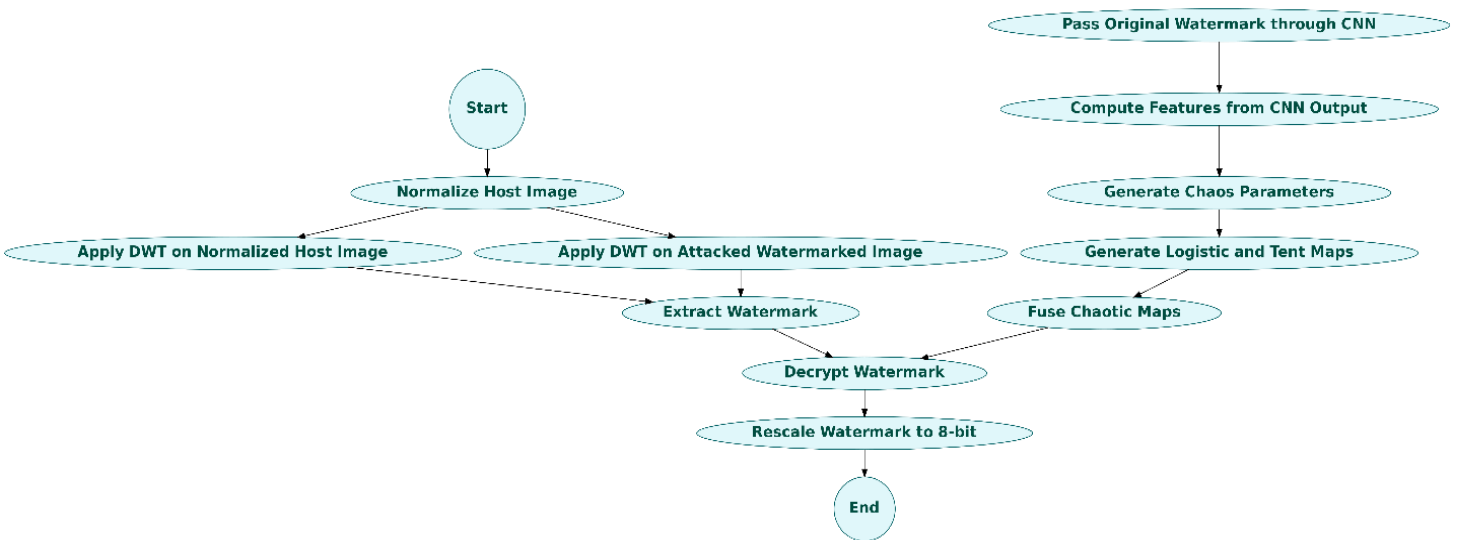 Pass Original Watermark through CNN
Start
Compute Features from CNN Output
Normalize Host Image
Generate Chaos Parameters
Apply DWT on Normalized Host Image
Apply DWT on Attacked Watermarked Image
Generate Logistic and Tent Maps
Extract Watermark
Fuse Chaotic Maps
Decrypt Watermark
Rescale Watermark to 8-bit
End